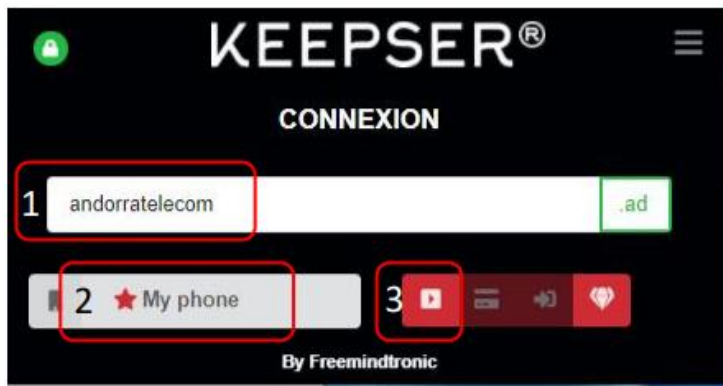 KEEPSER®
CONNEXION
1 andorratelecom .ad
2 My phone 3
By Freemindtronic